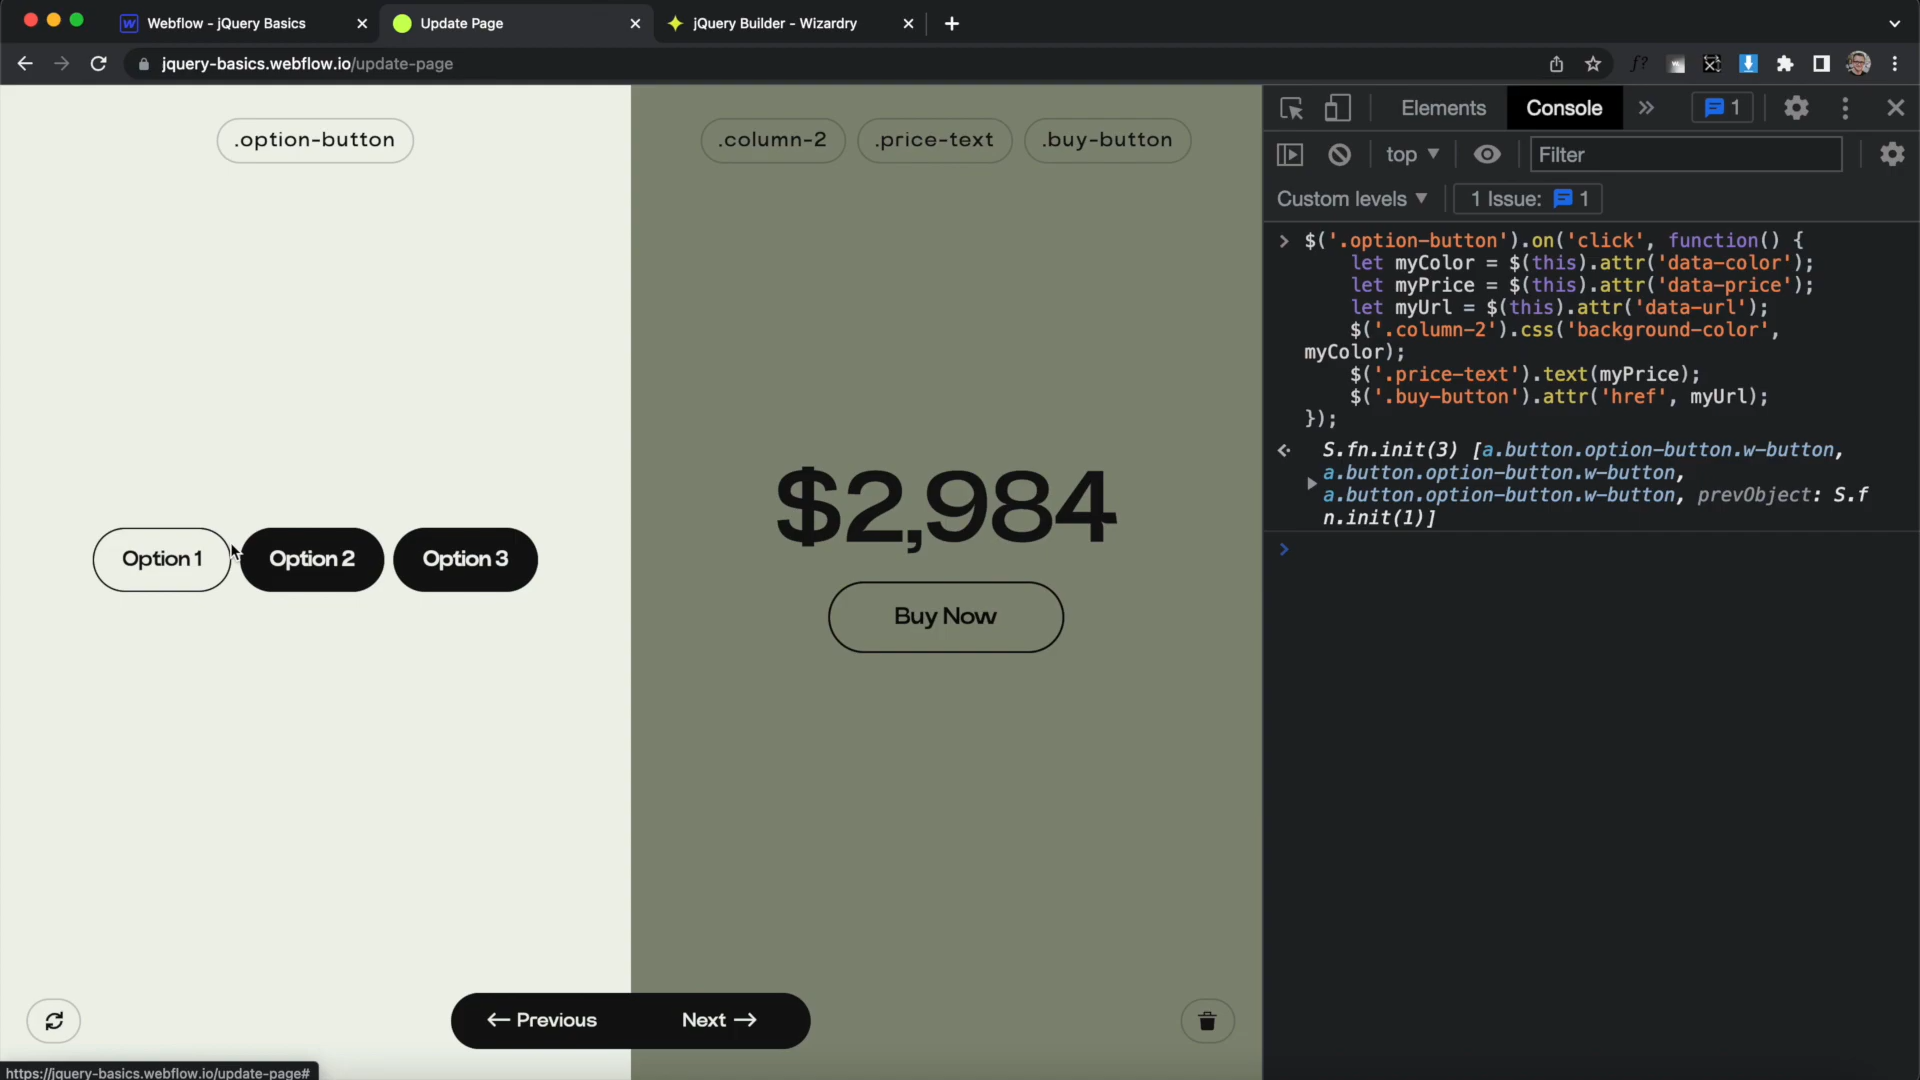 Webflow - jQuery Basics
Update Page
jQuery Builder - Wizardry
jquery-basics.webflow.io/update-page
.option-button
.column-2
.price-text
.buy-button
Option 1
Option 2
Option 3
$2,984
Buy Now
← Previous
Next →
https://jquery-basics.webflow.io/update-page#
Elements
Console
1
top
Filter
Custom levels
1 Issue: 1
$('.option-button').on('click', function() {
let myColor = $(this).attr('data-color');
let myPrice = $(this).attr('data-price');
let myUrl = $(this).attr('data-url');
$('.column-2').css('background-color',
myColor);
$('.price-text').text(myPrice);
$('.buy-button').attr('href', myUrl);
});
S.fn.init(3) [a.button.option-button.w-button,
a.button.option-button.w-button,
a.button.option-button.w-button, prevObject: S.f
n.init(1)]